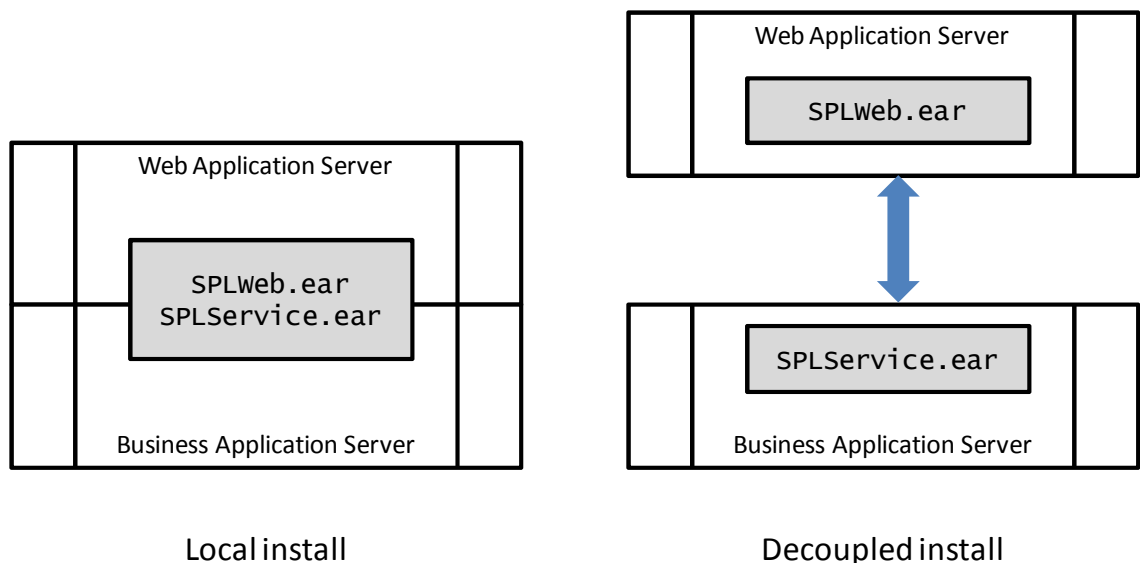 Web Application Server
SPLWeb.ear
SPLService.ear
Business Application Server
Local install
Web Application Server
SPLWeb.ear
SPLService.ear
Business Application Server
Decoupled install